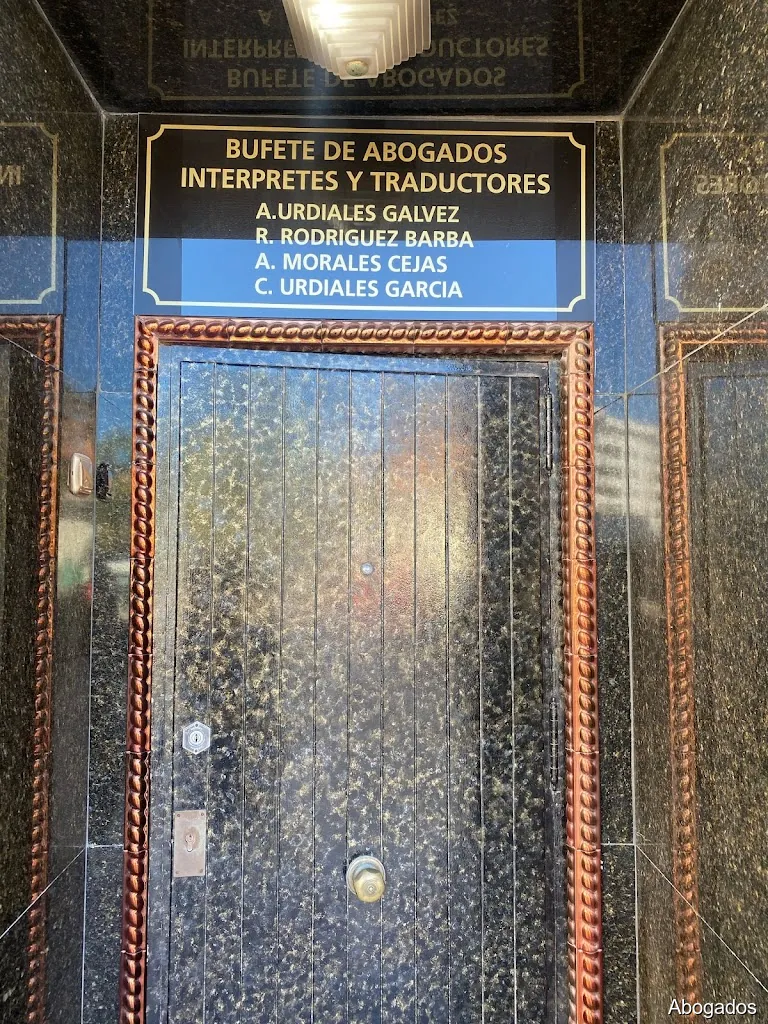 BUFETE DE ABOGADOS
INTERPRETES Y TRADUCTORES
A.URDIALES GALVEZ
R. RODRIGUEZ BARBA
A. MORALES CEJAS
C. URDIALES GARCIA
Abogados